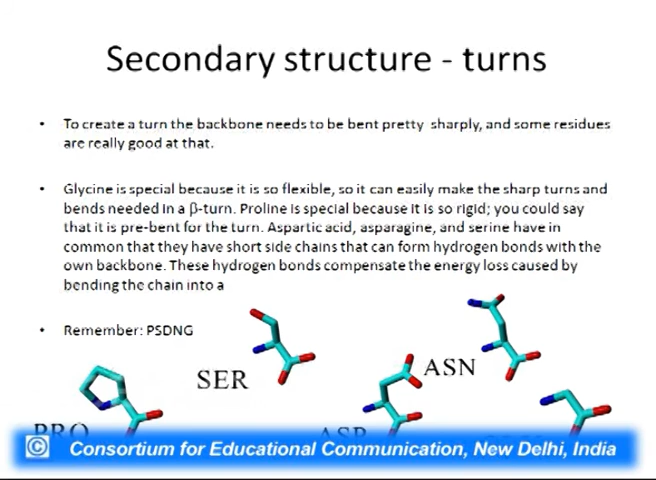 Secondary structure - turns
• To create a turn the backbone needs to be bent pretty sharply, and some residues
are really good at that.
• Glycine is special because it is so flexible, so it can easily make the sharp turns and
bends needed in a β-turn. Proline is special because it is so rigid; you could say
that it is pre-bent for the turn. Aspartic acid, asparagine, and serine have in
common that they have short side chains that can form hydrogen bonds with the
own backbone. These hydrogen bonds compensate the energy loss caused by
bending the chain into a
• Remember: PSDNG
ASN
SER
PRO
ASP
© Consortium for Educational Communication, New Delhi, India